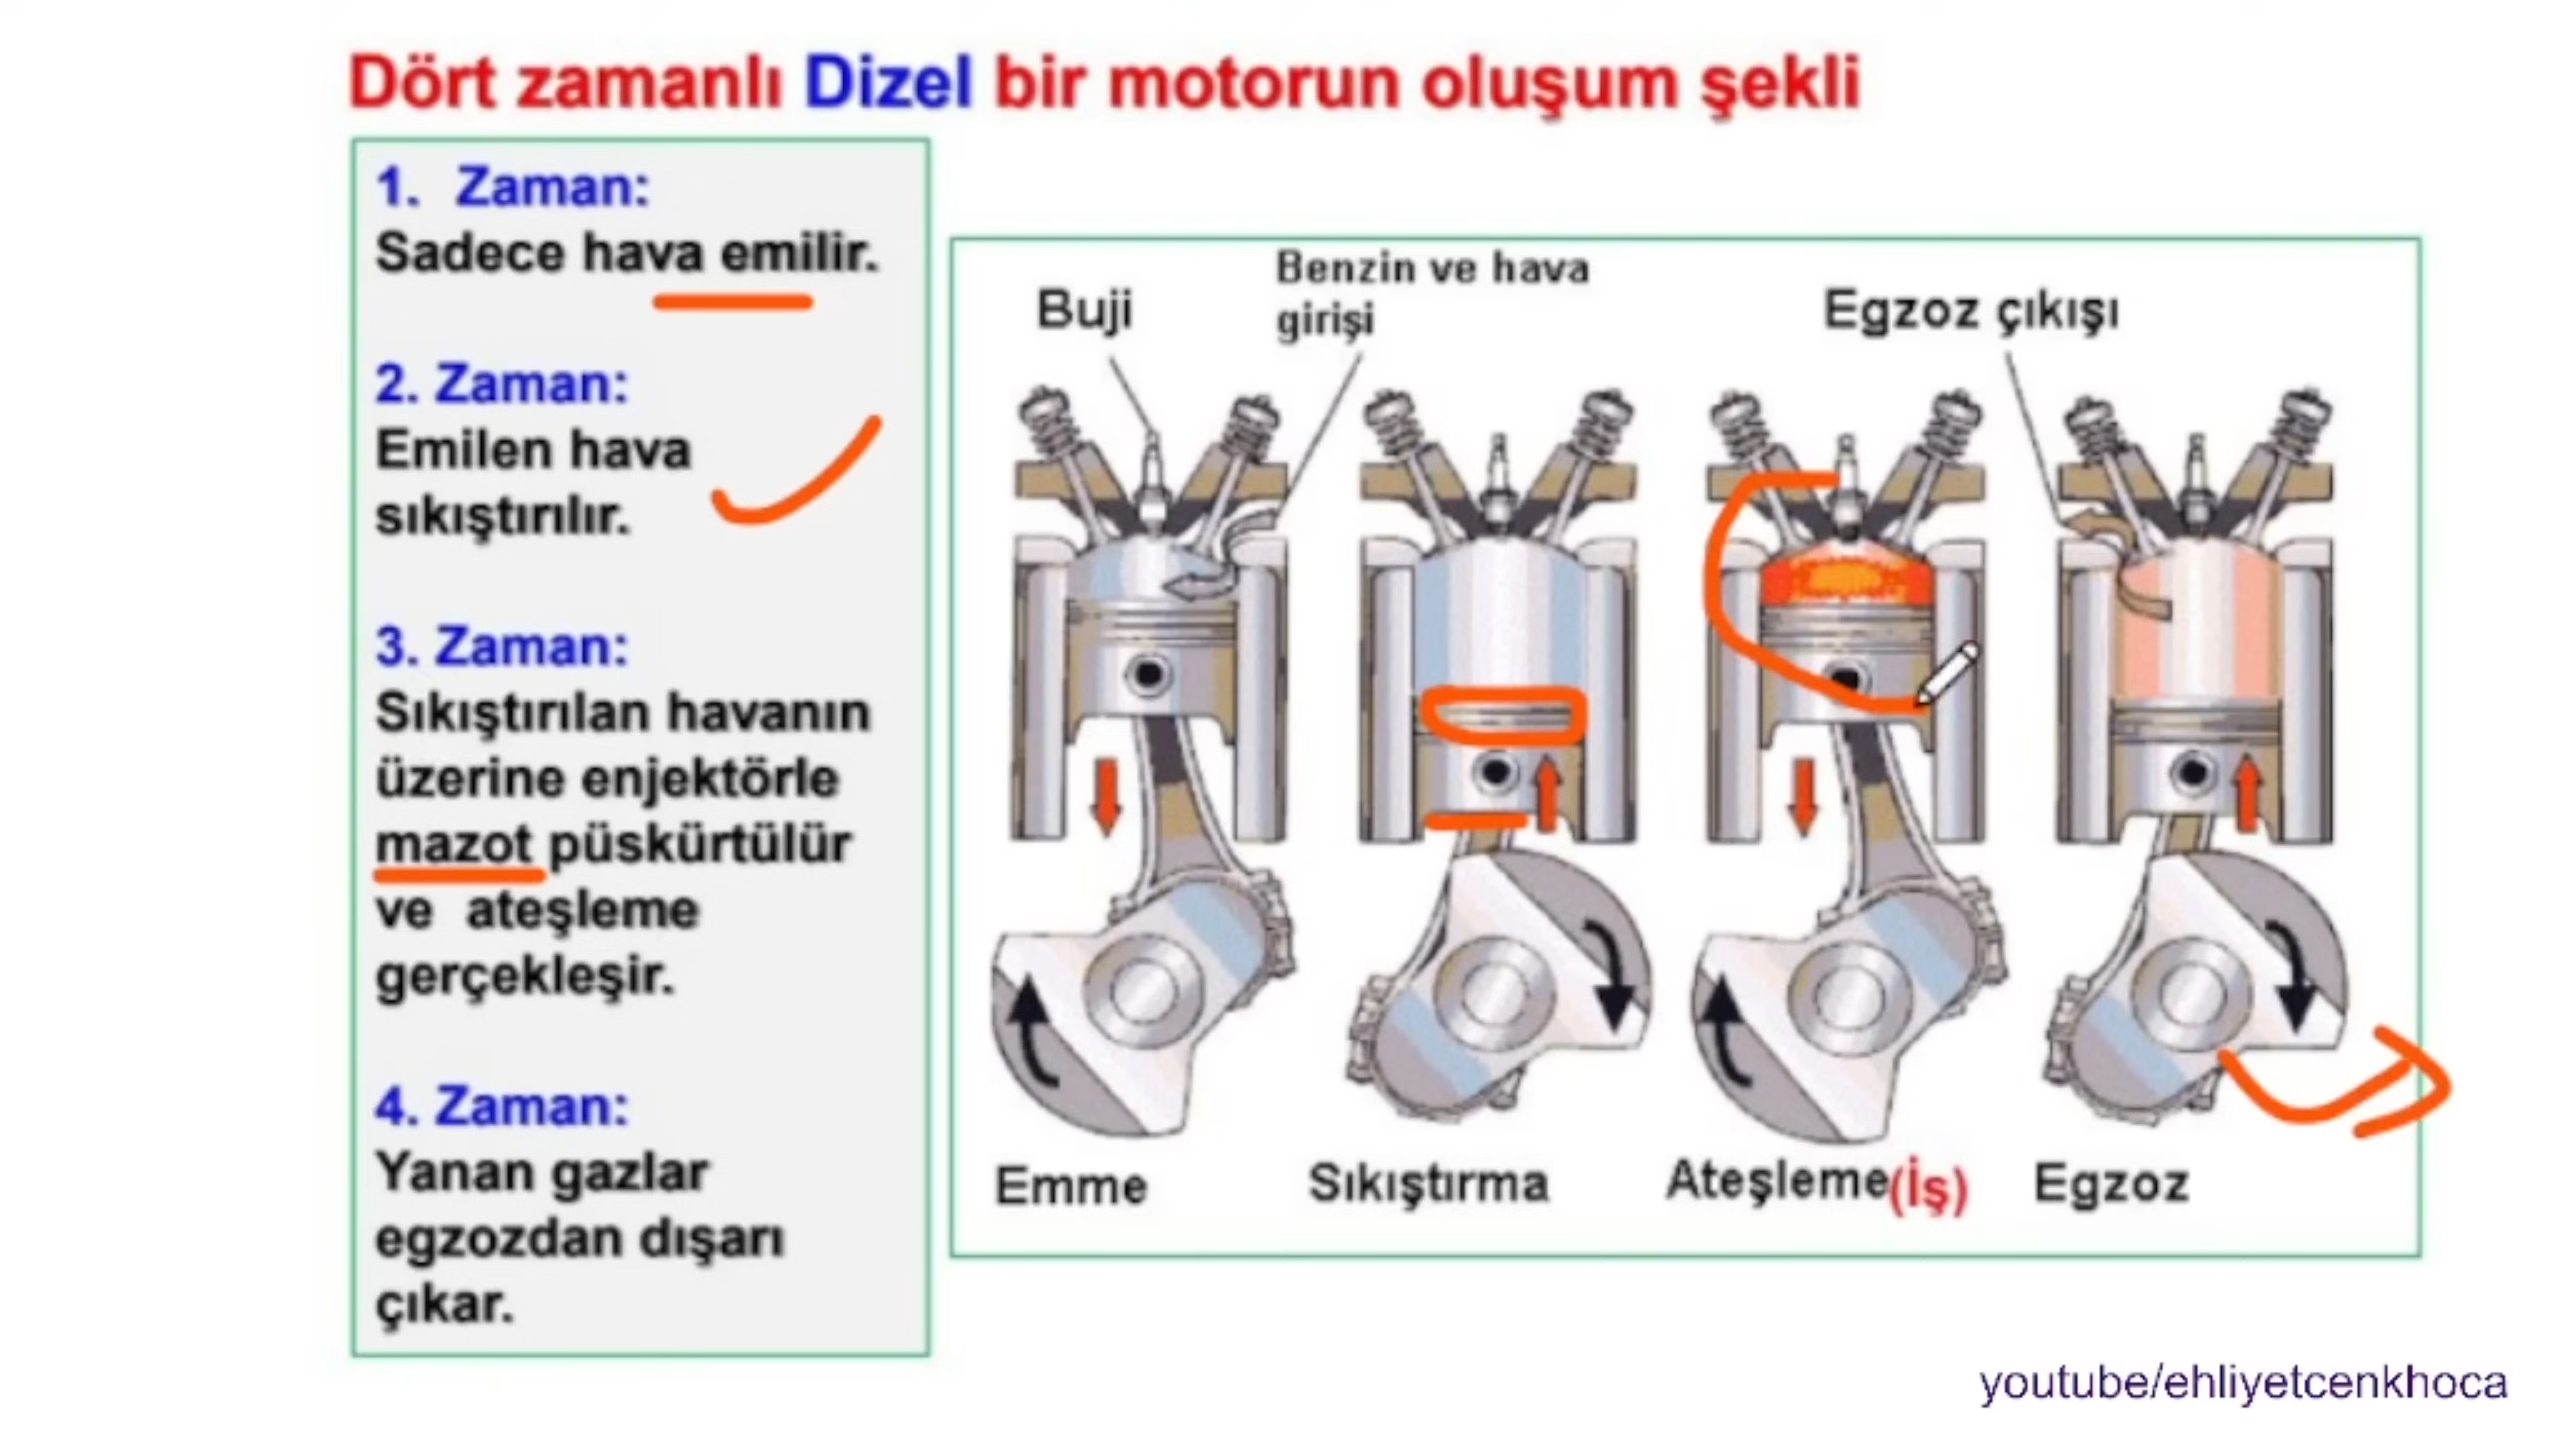 Dört zamanlı Dizel bir motorun oluşum şekli
1. Zaman:
Sadece hava emilir.
2. Zaman:
Emilen hava
sıkıştırılır.
3. Zaman:
Sıkıştırılan havanın
üzerine enjektörle
mazot püskürtülür
ve ateşleme
gerçekleşir.
4. Zaman:
Yanan gazlar
egzozdan dışarı
çıkar.
Buji
Benzin ve hava
girişi
Egzoz çıkışı
Emme
Sıkıştırma
Ateşleme(İş)
Egzoz
youtube/ehliyetcenkhoca